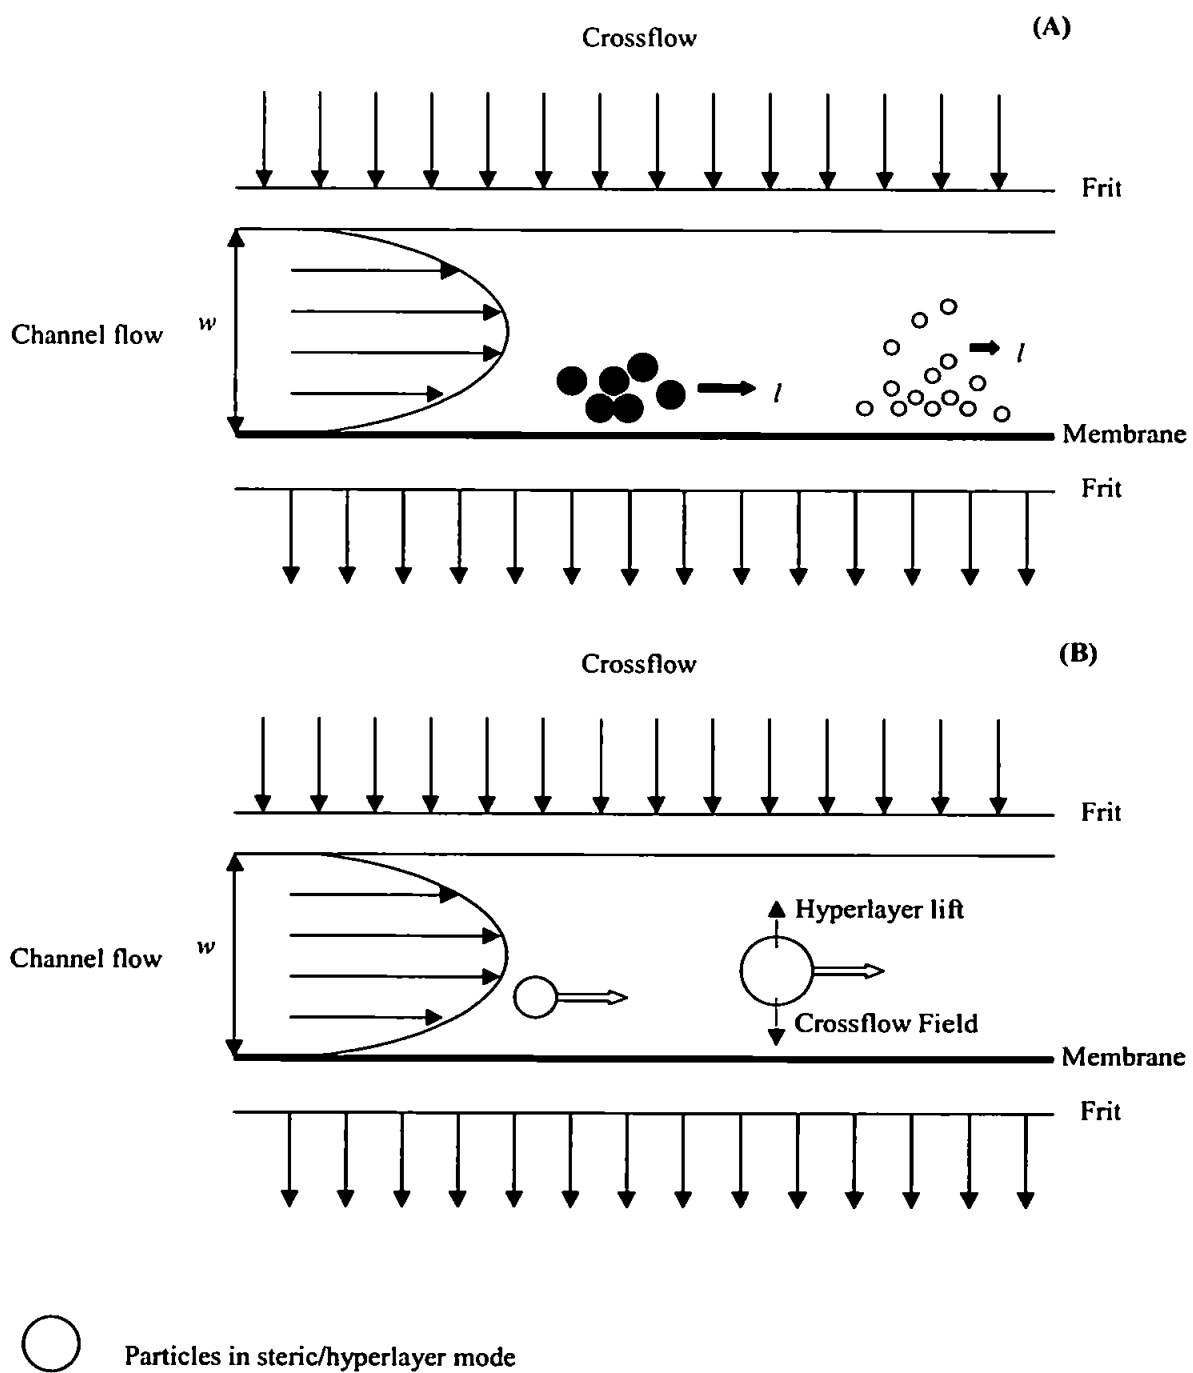 (A)
Crossflow
Frit
w
Channel flow
l
l
Membrane
Frit
(B)
Crossflow
Frit
w
Channel flow
Hyperlayer lift
Crossflow Field
Membrane
Frit
Particles in steric/hyperlayer mode